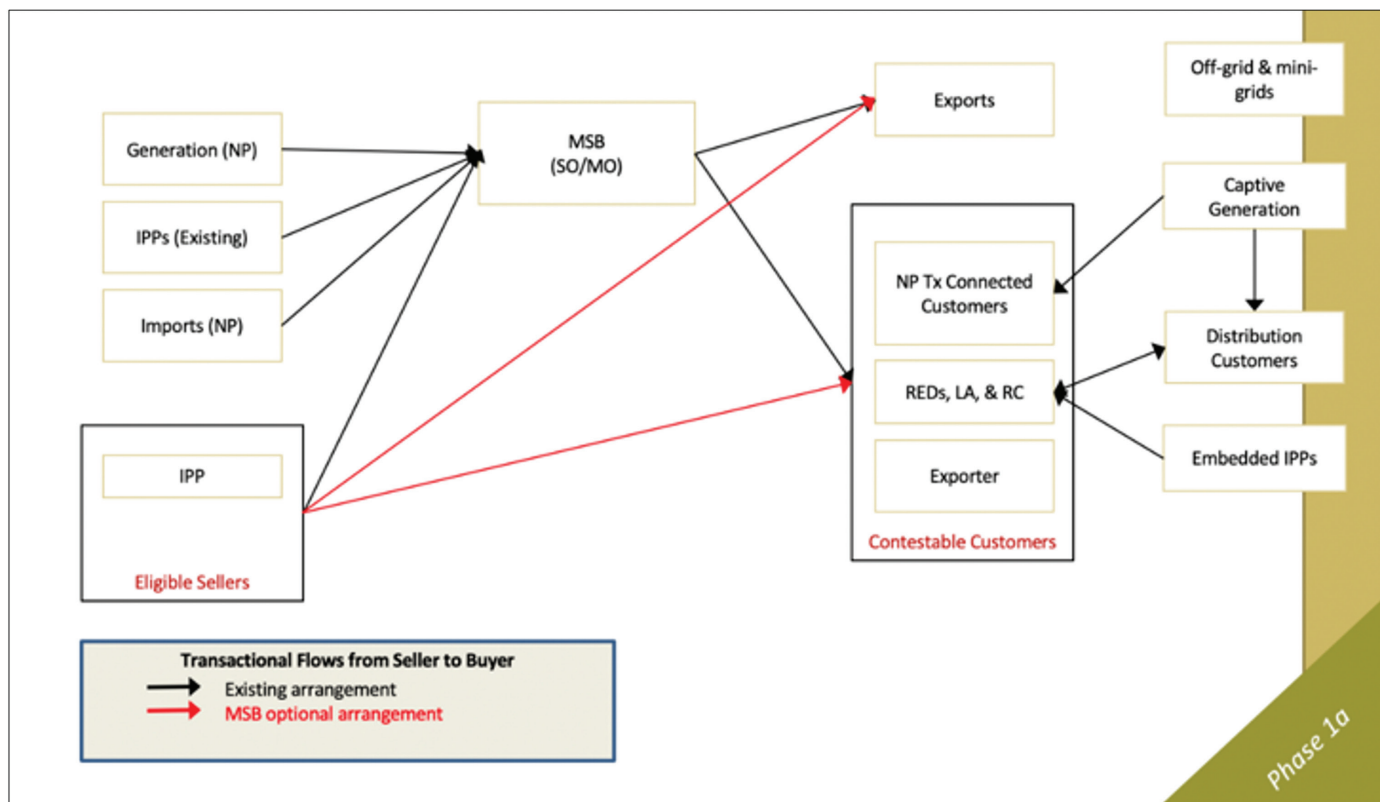 Off-grid & mini-
grids
Exports
MSB
(SO/MO)
Generation (NP)
Captive
Generation
IPPs (Existing)
NP Tx Connected
Customers
Imports (NP)
Distribution
Customers
REDs, LA, & RC
Embedded IPPs
IPP
Exporter
Contestable Customers
Eligible Sellers
Transactional Flows from Seller to Buyer
Existing arrangement
MSB optional arrangement
Phase 1a